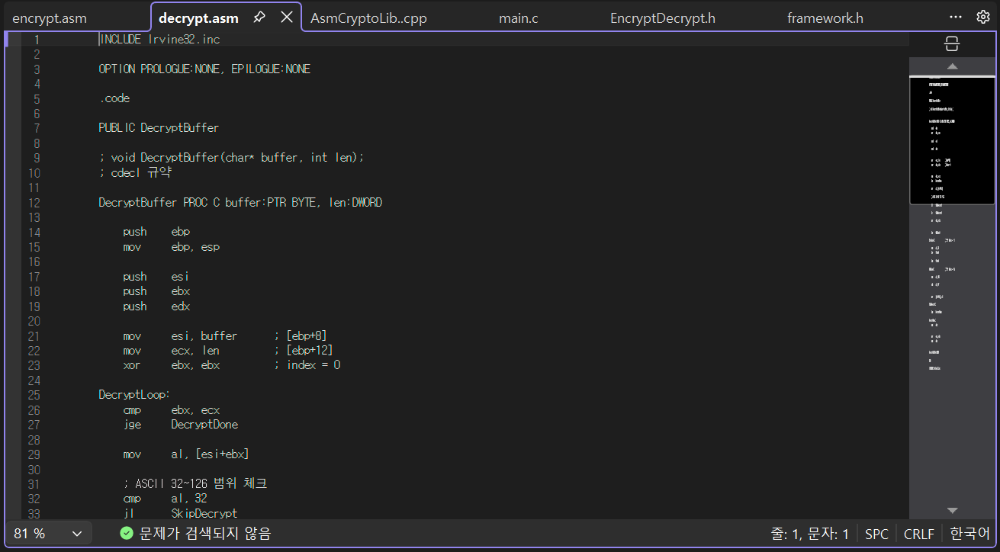 encrypt.asm decrypt.asm AsmCryptoLib..cpp main.c EncryptDecrypt.h framework.h
1 INCLUDE Irvine32.inc
2
3 OPTION PROLOGUE:NONE, EPILOGUE:NONE
4
5 .code
6
7 PUBLIC DecryptBuffer
8
9 ; void DecryptBuffer(char* buffer, int len);
10 ; cdecl 규약
11
12 DecryptBuffer PROC C buffer:PTR BYTE, len:DWORD
13
14 push ebp
15 mov ebp, esp
16
17 push esi
18 push ebx
19 push edx
20
21 mov esi, buffer ; [ebp+8]
22 mov ecx, len ; [ebp+12]
23 xor ebx, ebx ; index = 0
24
25 DecryptLoop:
26 cmp ebx, ecx
27 jge DecryptDone
28
29 mov al, [esi+ebx]
30
31 ; ASCII 32~126 범위 체크
32 cmp al, 32
33 jl SkipDecrypt
81 % 문제가 검색되지 않음 줄: 1, 문자: 1 SPC CRLF 한국어